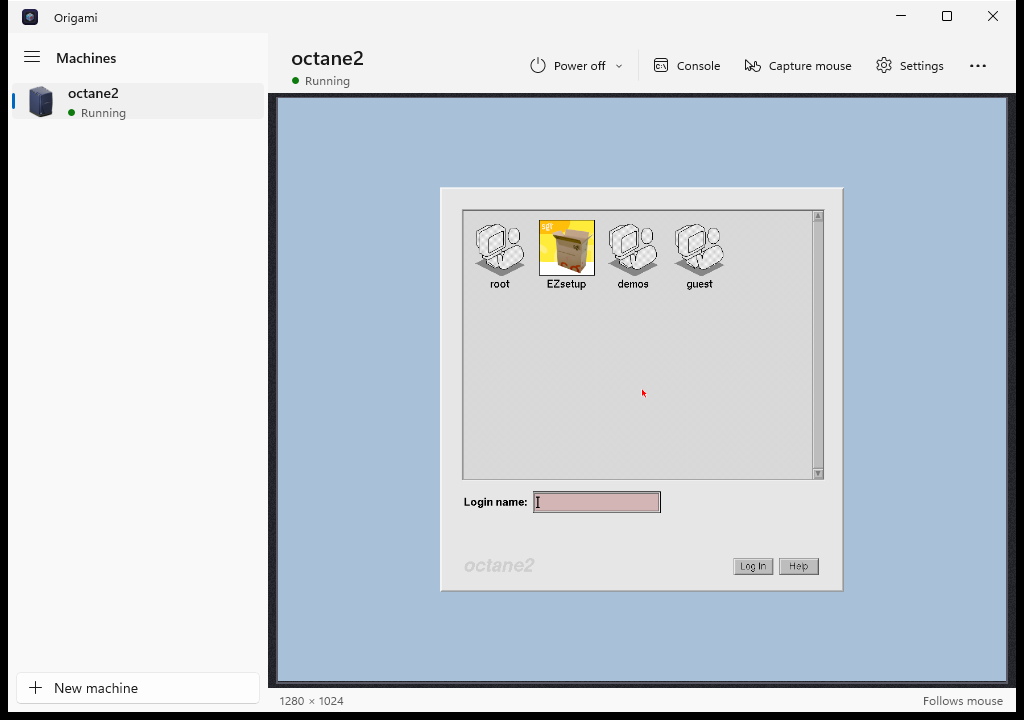 Origami
Machines
octane2
Running
octane2
Running
Power off
Console
Capture mouse
Settings
sgi
root
EZsetup
demos
guest
Login name:
octane2
Log In
Help
New machine
1280 × 1024
Follows mouse